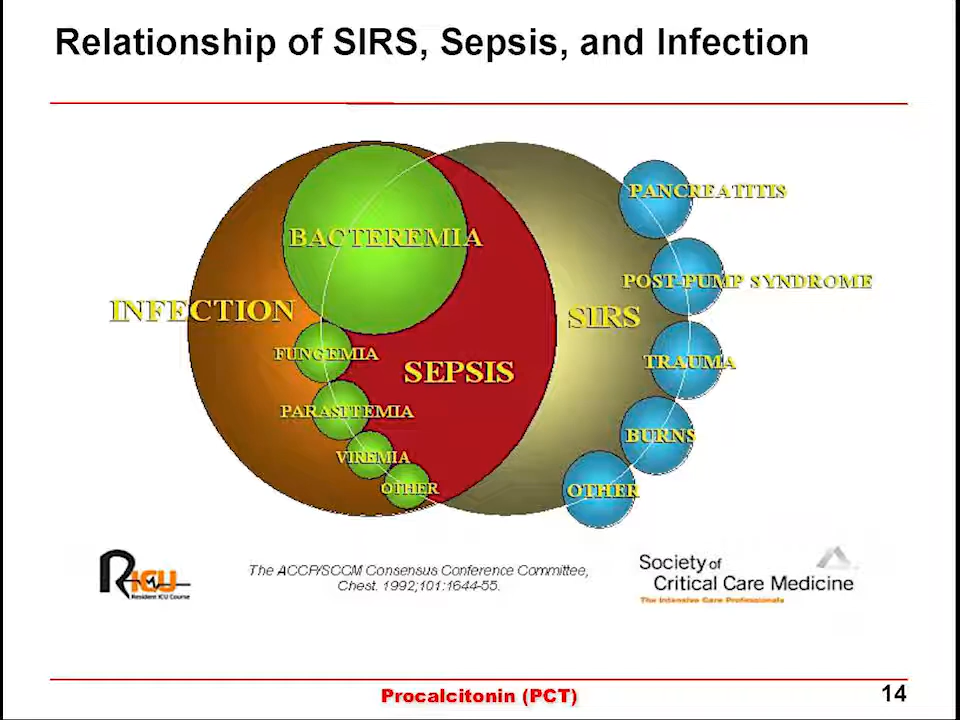 Relationship of SIRS, Sepsis, and Infection
PANCREATITIS
BACTEREMIA
POST-PUMP SYNDROME
INFECTION
SIRS
FUNGEMIA
TRAUMA
SEPSIS
PARASITEMIA
BURNS
VIREMIA
OTHER
OTHER
RICU
Resident ICU Course
The ACCP/SCCM Consensus Conference Committee,
Chest. 1992;101:1644-55.
Society of
Critical Care Medicine
The Intensive Care Professionals
Procalcitonin (PCT)
14